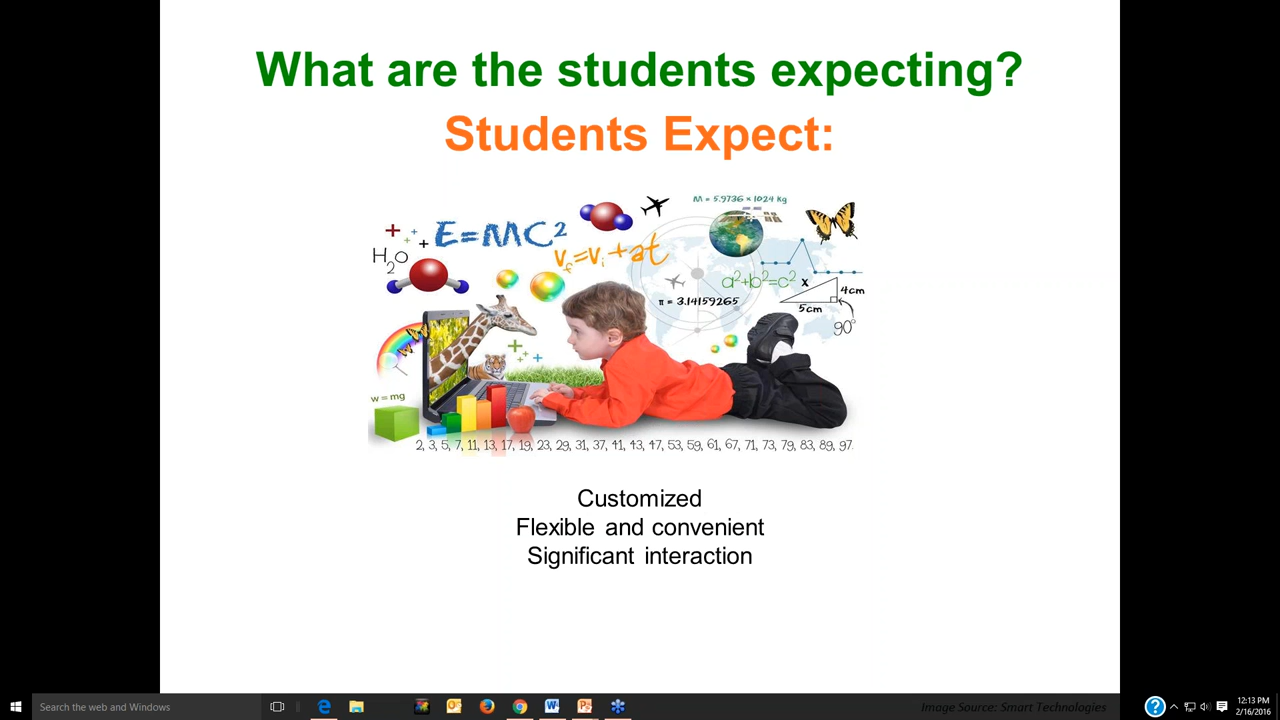 What are the students expecting?
Students Expect:
M = 5.9736 x 1024 kg
E=MC²
H₂O
v_f=v_i+at
a²+b²=c²
x
4cm
π = 3.14159265
5cm
90°
w = mg
2, 3, 5, 7, 11, 13, 17, 19, 23, 29, 31, 37, 41, 43, 47, 53, 59, 61, 67, 71, 73, 79, 83, 89, 97.
Customized
Flexible and convenient
Significant interaction
Image Source: Smart Technologies
Search the web and Windows
12:13 PM
2/16/2016